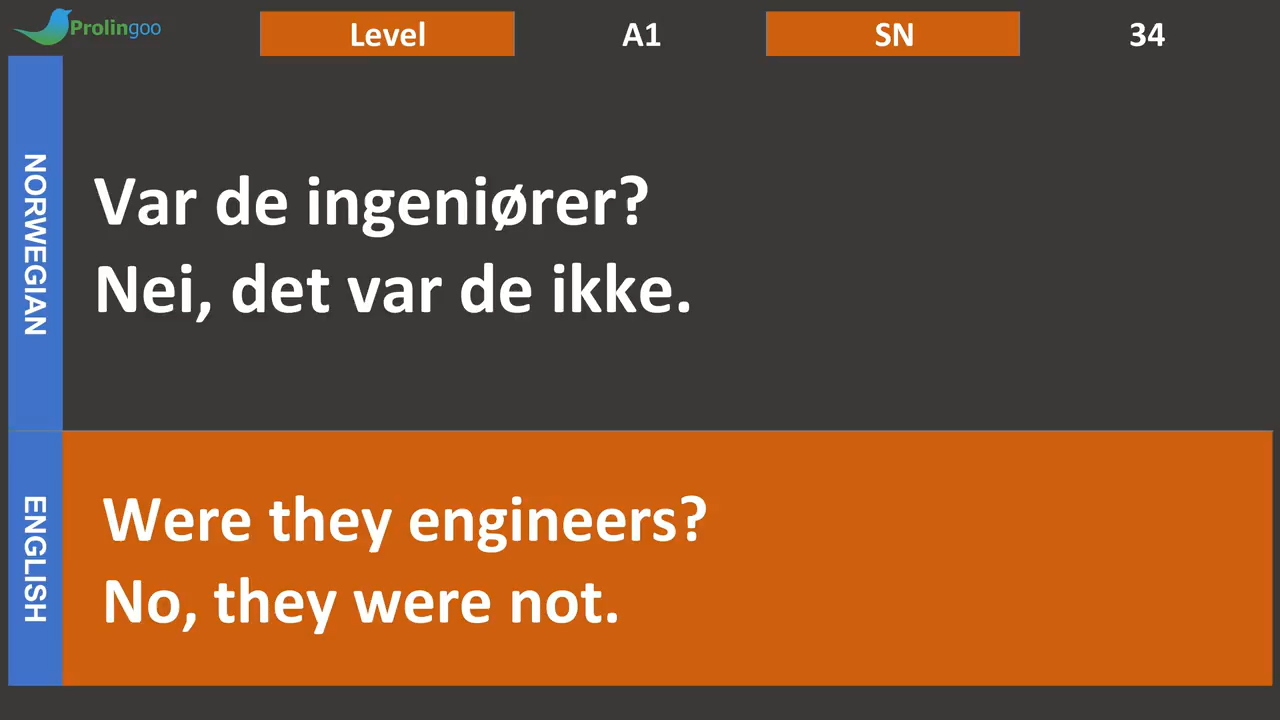 Prolingoo
Level A1 SN 34
NORWEGIAN
Var de ingeniører?
Nei, det var de ikke.
ENGLISH
Were they engineers?
No, they were not.